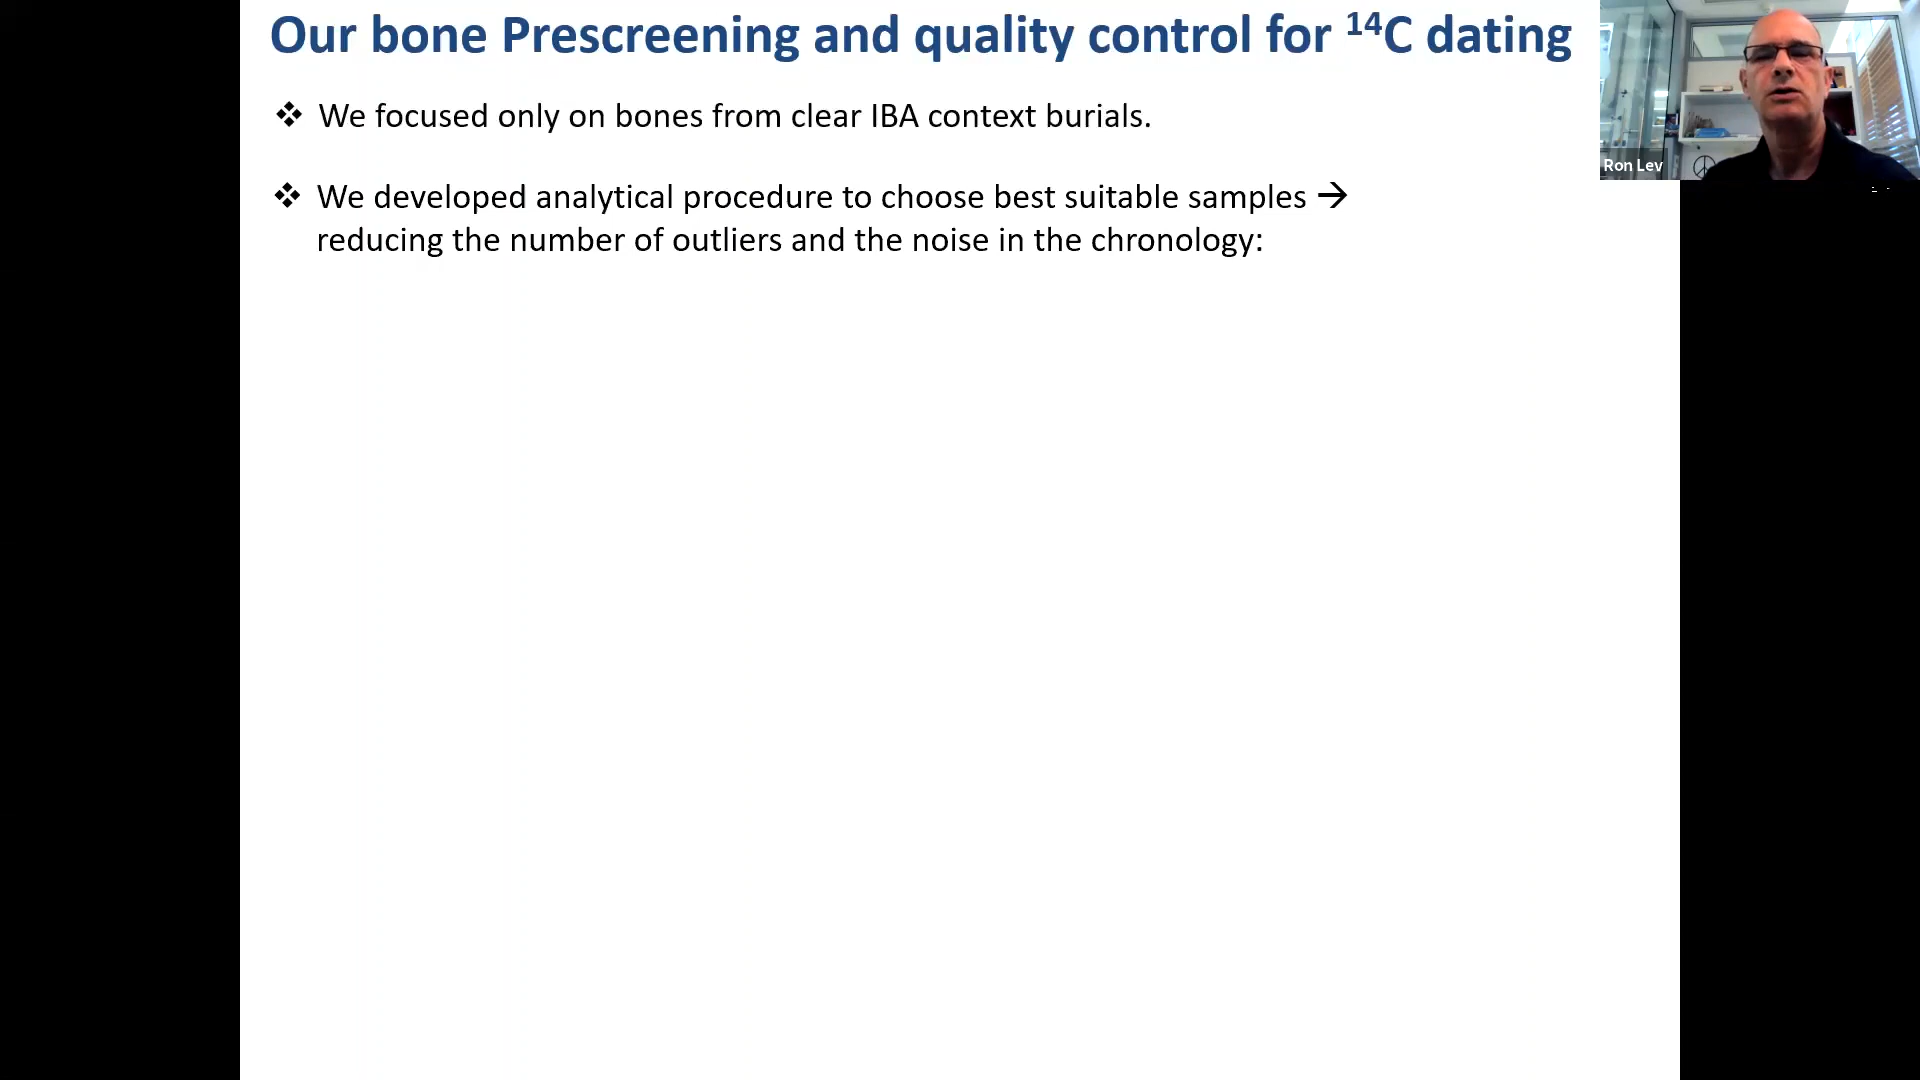 Our bone Prescreening and quality control for ¹⁴C dating
❖ We focused only on bones from clear IBA context burials.
❖ We developed analytical procedure to choose best suitable samples →
reducing the number of outliers and the noise in the chronology:
Ron Lev